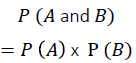 P (A and B)
= P (A) x P (B)